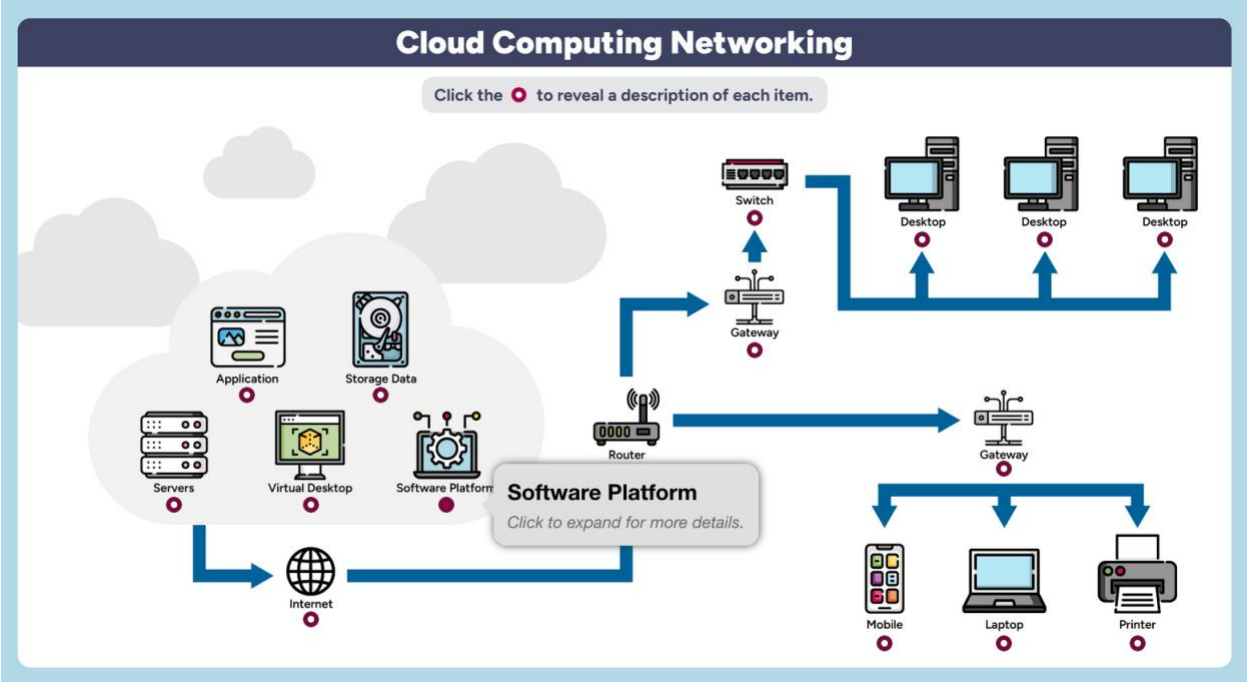 Cloud Computing Networking
Click the to reveal a description of each item.
Switch
Desktop
Desktop
Desktop
Gateway
Application
Storage Data
Router
Gateway
Servers
Virtual Desktop
Software Platform
Software Platform
Click to expand for more details.
Internet
Mobile
Laptop
Printer